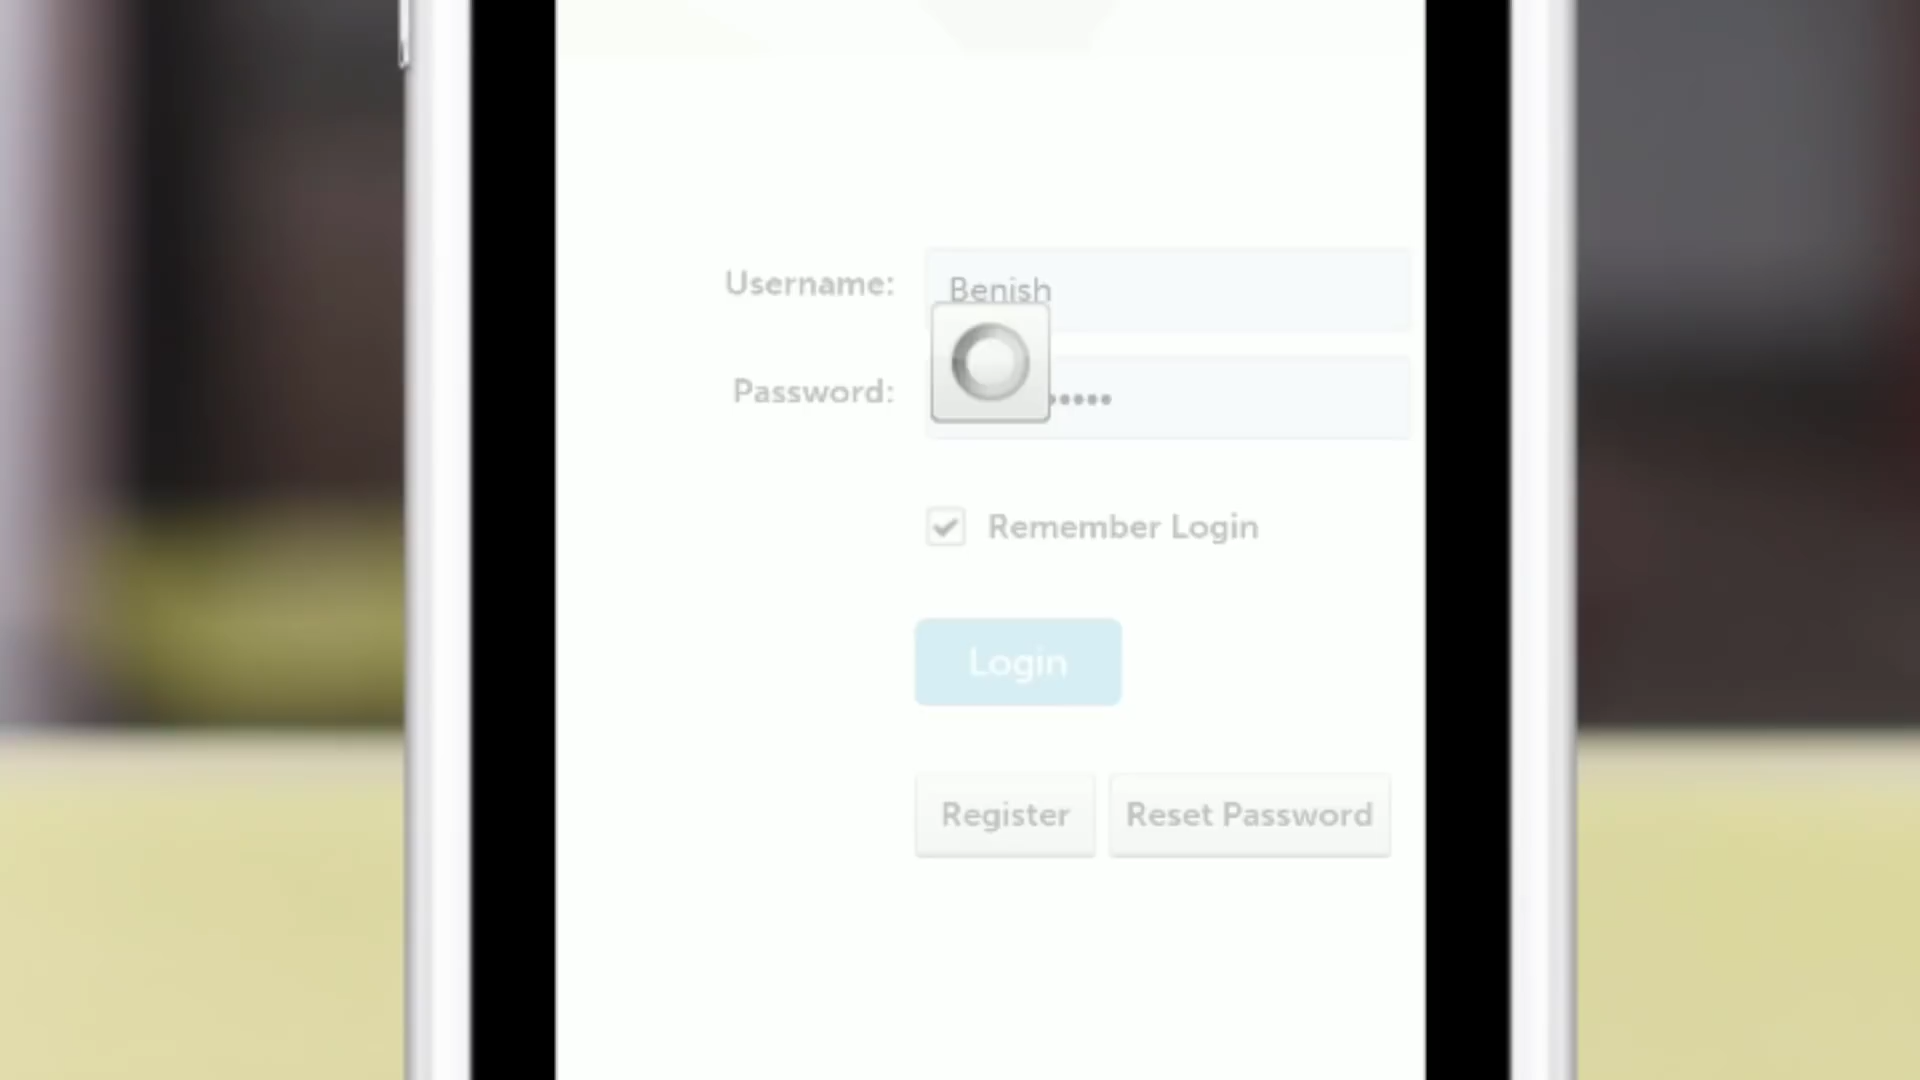 Username:
Benish
Password:
•••••
Remember Login
Login
Register
Reset Password